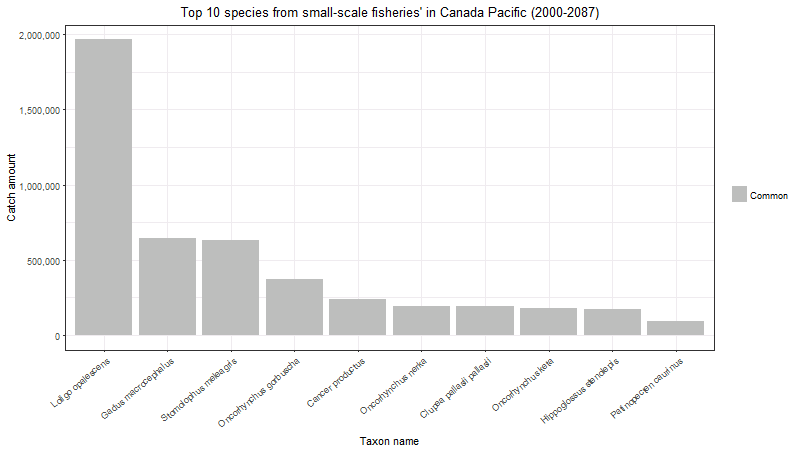 Top 10 species from small-scale fisheries' in Canada Pacific (2000-2087)
Catch amount
2,000,000
1,500,000
1,000,000
500,000
0
Common
Loligo opalescens
Gadus macrocephalus
Stomolophus meleagris
Oncorhynchus gorbuscha
Cancer productus
Oncorhynchus nerka
Clupea pallasii pallasii
Oncorhynchus keta
Hippoglossus stenolepis
Patinopecten caurinus
Taxon name